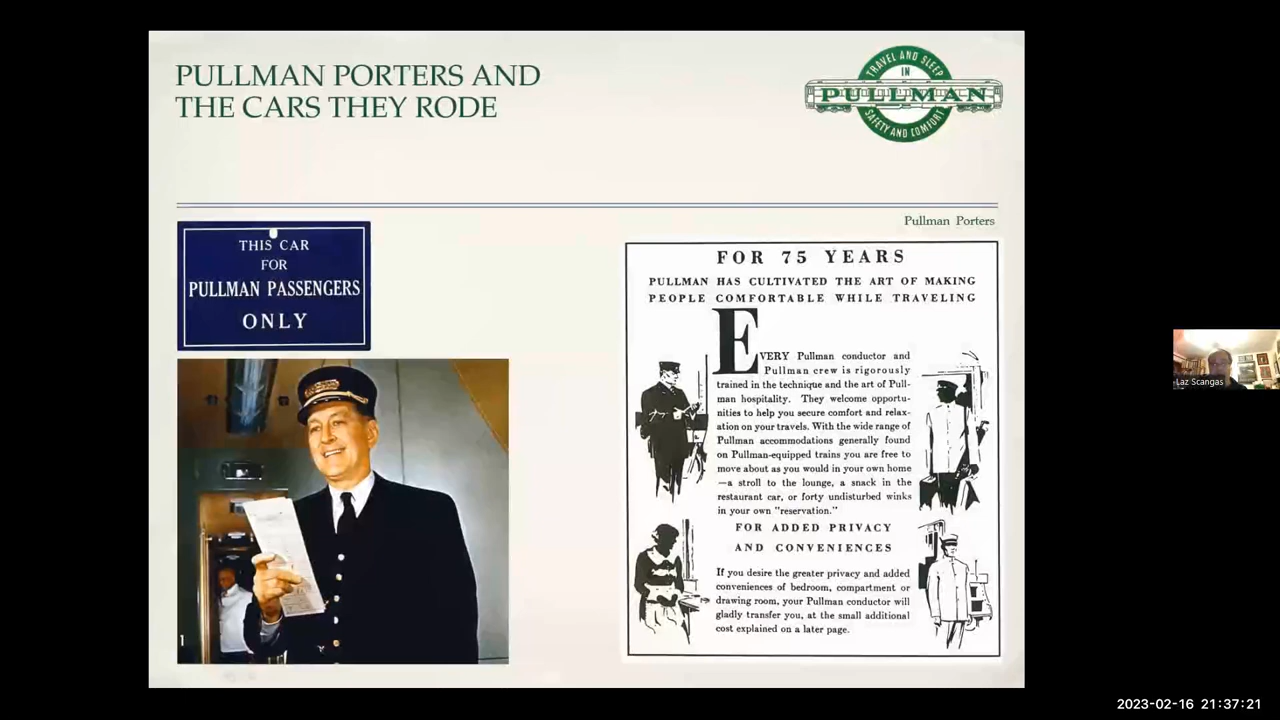 PULLMAN PORTERS AND
THE CARS THEY RODE
TRAVEL AND SLEEP
IN
PULLMAN
SAFETY AND COMFORT
Pullman Porters
THIS CAR
FOR
PULLMAN PASSENGERS
ONLY
FOR 75 YEARS
PULLMAN HAS CULTIVATED THE ART OF MAKING
PEOPLE COMFORTABLE WHILE TRAVELING
EVERY Pullman conductor and
Pullman crew is rigorously
trained in the technique and the art of Pull-
man hospitality. They welcome opportu-
nities to help you secure comfort and relax-
ation on your travels. With the wide range of
Pullman accommodations generally found
on Pullman-equipped trains you are free to
move about as you would in your own home
—a stroll to the lounge, a snack in the
restaurant car, or forty undisturbed winks
in your own "reservation."
FOR ADDED PRIVACY
AND CONVENIENCES
If you desire the greater privacy and added
conveniences of bedroom, compartment or
drawing room, your Pullman conductor will
gladly transfer you, at the small additional
cost explained on a later page.
Laz Scangas
2023-02-16 21:37:21